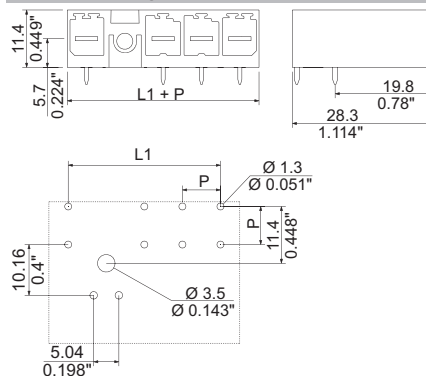 11.4
0.449"
5.7
0.224"
L1 + P
19.8
0.78"
28.3
1.114"
L1
Ø 1.3
Ø 0.051"
P
P
11.4
0.448"
10.16
0.4"
Ø 3.5
Ø 0.143"
5.04
0.198"